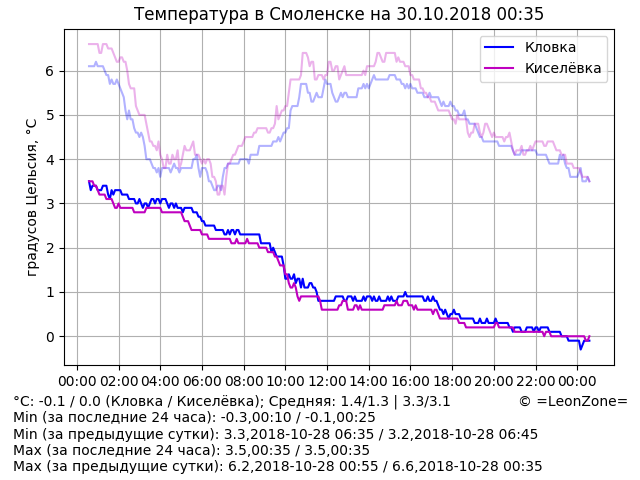 Температура в Смоленске на 30.10.2018 00:35
Кловка
Киселёвка
градусов Цельсия, °C
6
5
4
3
2
1
0
00:00 02:00 04:00 06:00 08:00 10:00 12:00 14:00 16:00 18:00 20:00 22:00 00:00
°C: -0.1 / 0.0 (Кловка / Киселёвка); Средняя: 1.4/1.3 | 3.3/3.1 © =LeonZone=
Min (за последние 24 часа): -0.3,00:10 / -0.1,00:25
Min (за предыдущие сутки): 3.3,2018-10-28 06:35 / 3.2,2018-10-28 06:45
Max (за последние 24 часа): 3.5,00:35 / 3.5,00:35
Max (за предыдущие сутки): 6.2,2018-10-28 00:55 / 6.6,2018-10-28 00:35